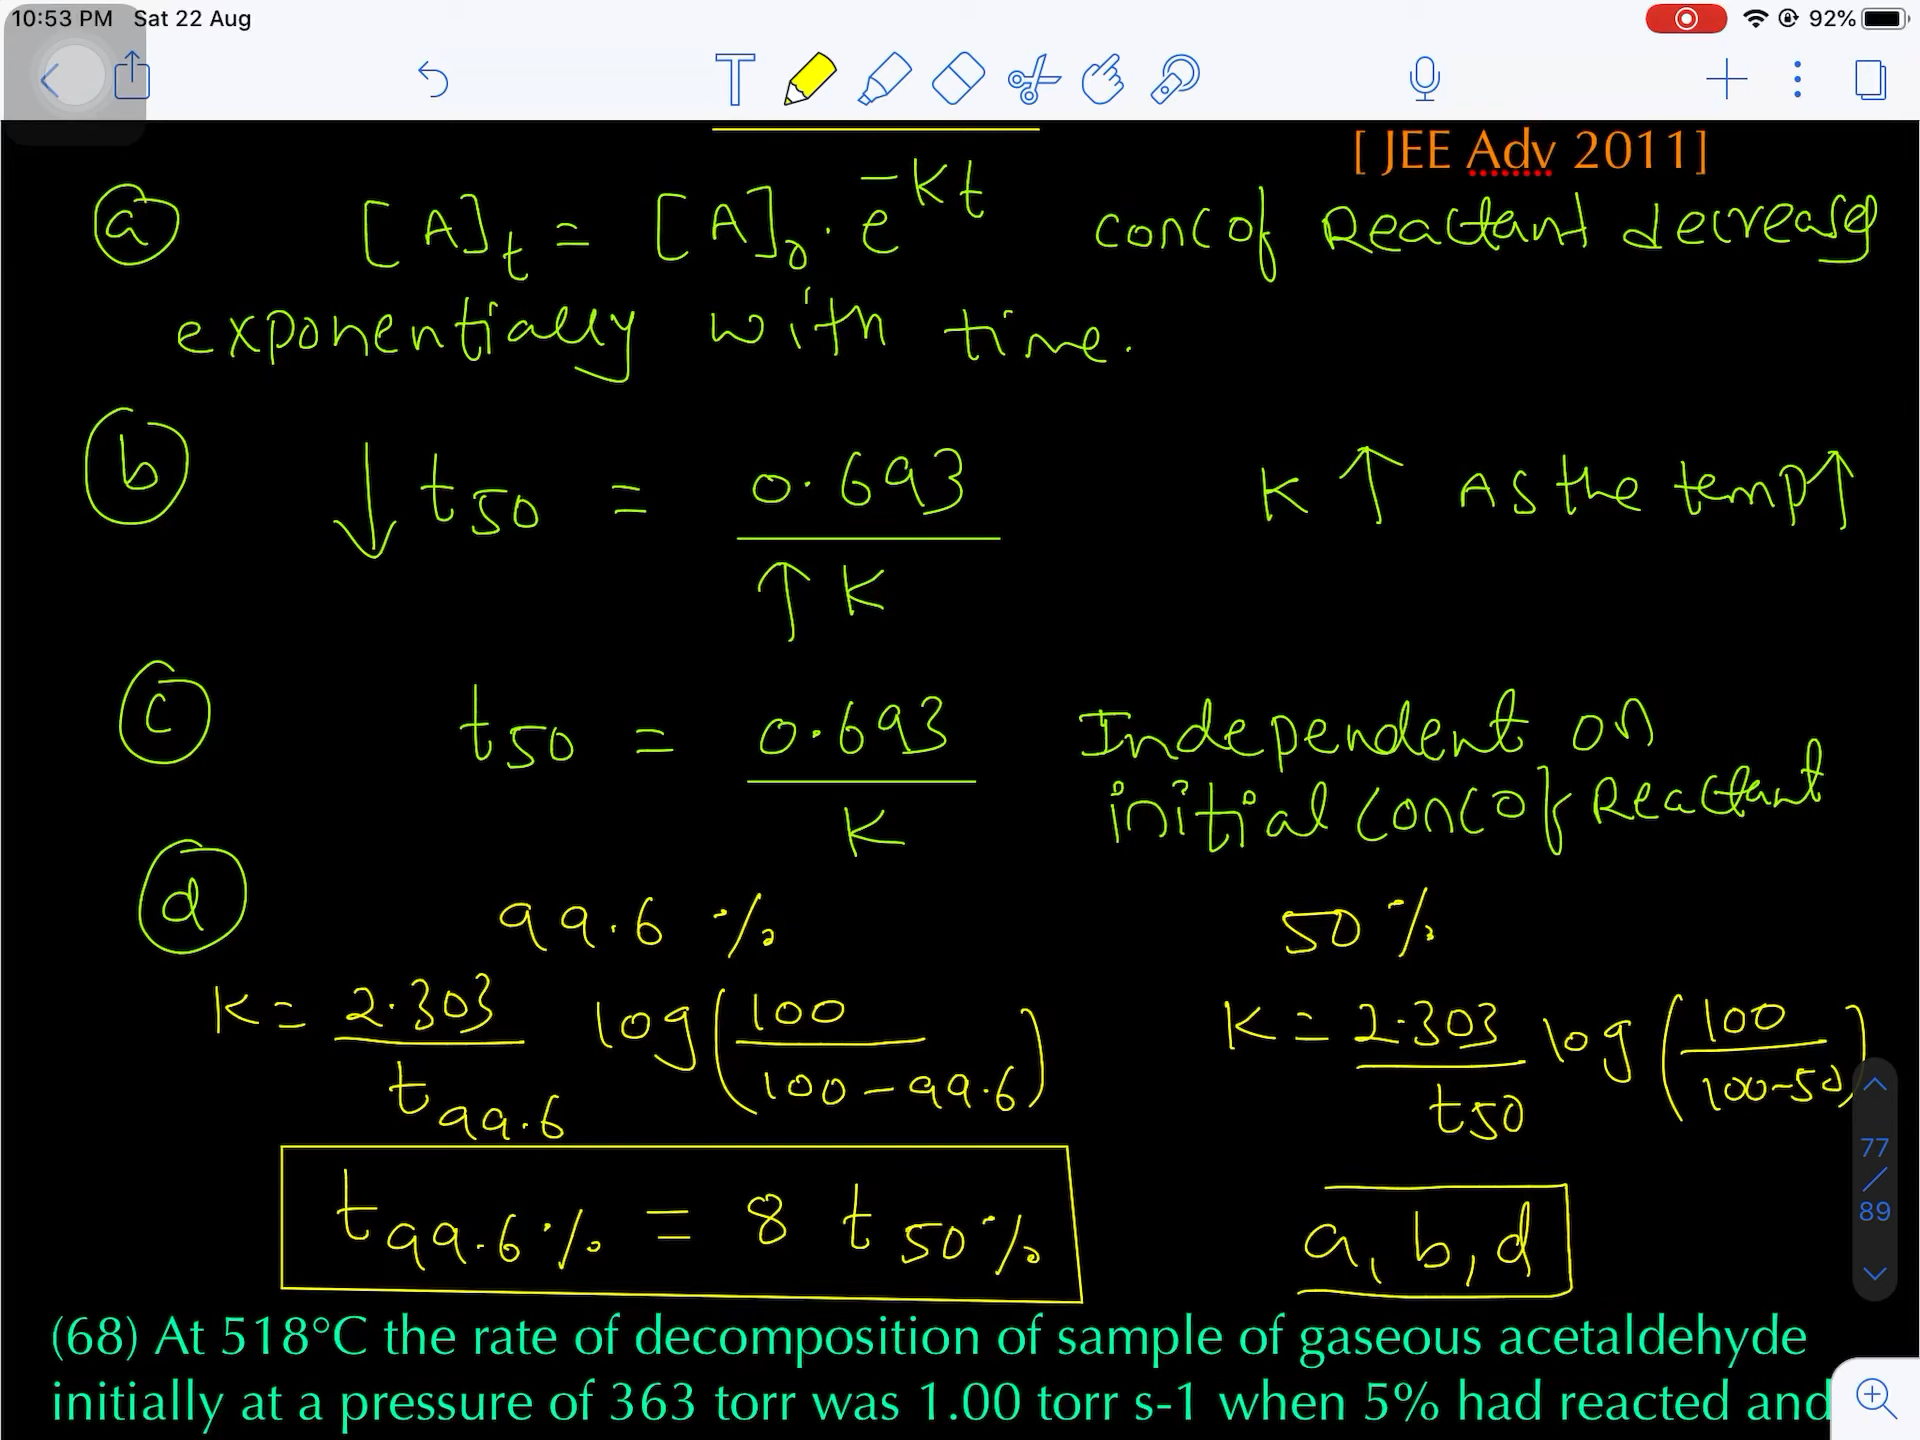 10:53 PM Sat 22 Aug
92%
T
[ JEE Adv 2011]
a [A]t = [A]0 . e^-Kt conc of Reactant decreases
exponentially with time.
b ↓ t50 = 0.693 / ↑ K K ↑ As the temp ↑
c t50 = 0.693 / K Independent on
initial conc of Reactant
d 99.6 % 50 %
K = 2.303 / t99.6 log (100 / 100 - 99.6) K = 2.303 / t50 log (100 / 100-50)
t99.6% = 8 t50% a, b, d
77 / 89
(68) At 518°C the rate of decomposition of sample of gaseous acetaldehyde
initially at a pressure of 363 torr was 1.00 torr s-1 when 5% had reacted and